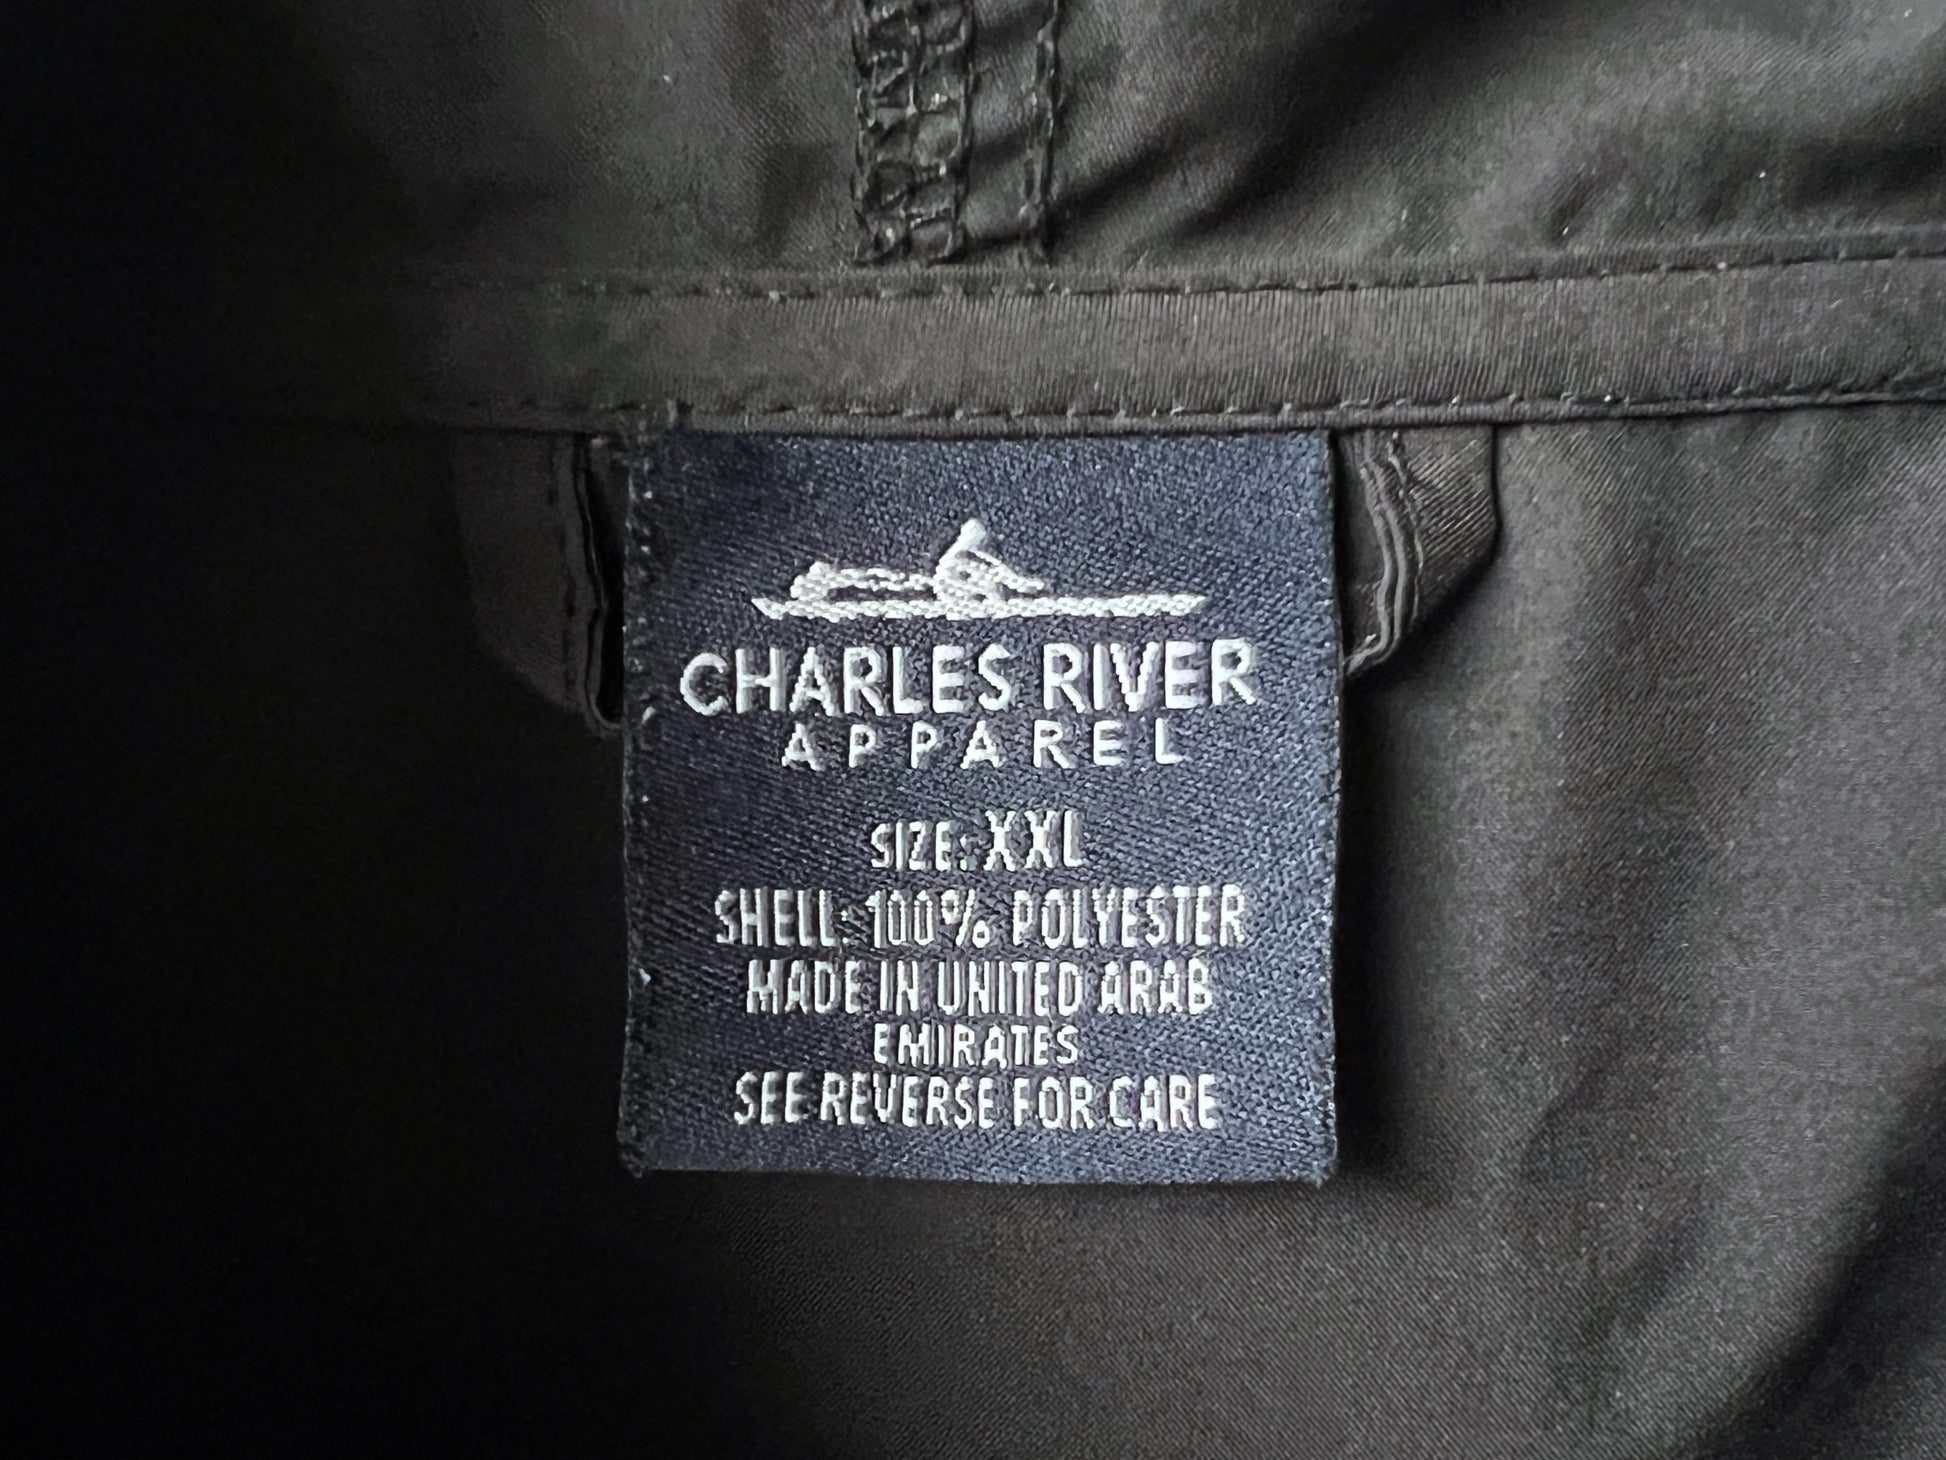 CHARLES RIVER
APPAREL
SIZE: XXL
SHELL: 100% POLYESTER
MADE IN UNITED ARAB
EMIRATES
SEE REVERSE FOR CARE